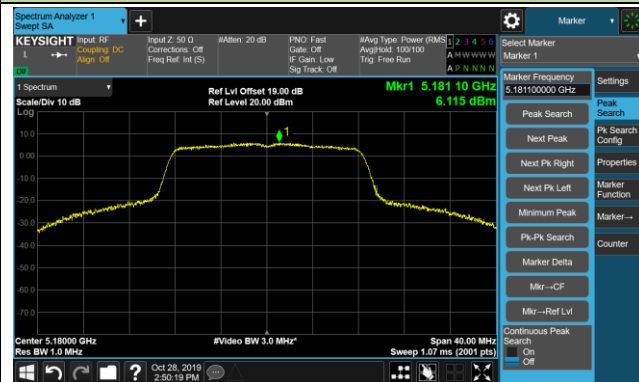 Spectrum Analyzer 1
Swept SA
Marker
KEYSIGHT
L
Input: RF
Coupling: DC
Align: Off
Input Z: 50 Ω
Corrections: Off
Freq Ref: Int (S)
#Atten: 20 dB
PNO: Fast
Gate: Off
IF Gain: Low
Sig Track: Off
#Avg Type: Power (RMS
Avg|Hold: 100/100
Trig: Free Run
1 2 3 4 5 6
A W W W W W
A P N N N N
Select Marker
Marker 1
1 Spectrum
Scale/Div 10 dB
Log
Ref Lvl Offset 19.00 dB
Ref Level 20.00 dBm
Mkr1 5.181 10 GHz
6.115 dBm
1
10.0
0.00
-10.0
-20.0
-30.0
-40.0
-50.0
-60.0
-70.0
Center 5.18000 GHz
Res BW 1.0 MHz
#Video BW 3.0 MHz*
Span 40.00 MHz
Sweep 1.07 ms (2001 pts)
Marker Frequency
5.181100000 GHz
Peak Search
Next Peak
Next Pk Right
Next Pk Left
Minimum Peak
Pk-Pk Search
Marker Delta
Mkr→CF
Mkr→Ref Lvl
Continuous Peak
Search
On
Off
Settings
Peak
Search
Pk Search
Config
Properties
Marker
Function
Marker→
Counter
?
Oct 28, 2019
2:50:19 PM